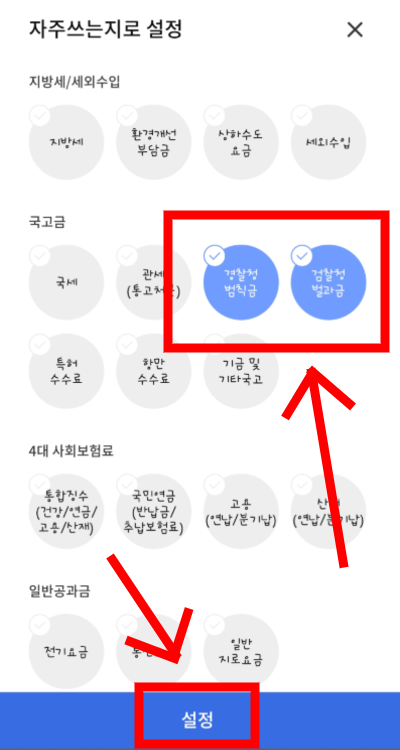 자주쓰는지로 설정
지방세/세외수입
지방세
환경개선
부담금
상하수도
요금
세외수입
국고금
국세
관세
(통고처분)
경찰청
범칙금
검찰청
벌과금
특허
수수료
항만
수수료
기금 및
기타국고
4대 사회보험료
통합징수
(건강/연금/
고용/산재)
국민연금
(반납금/
추납보험료)
고용
(연납/분기납)
산재
(연납/분기납)
일반공과금
전기요금
일반
지로요금
설정